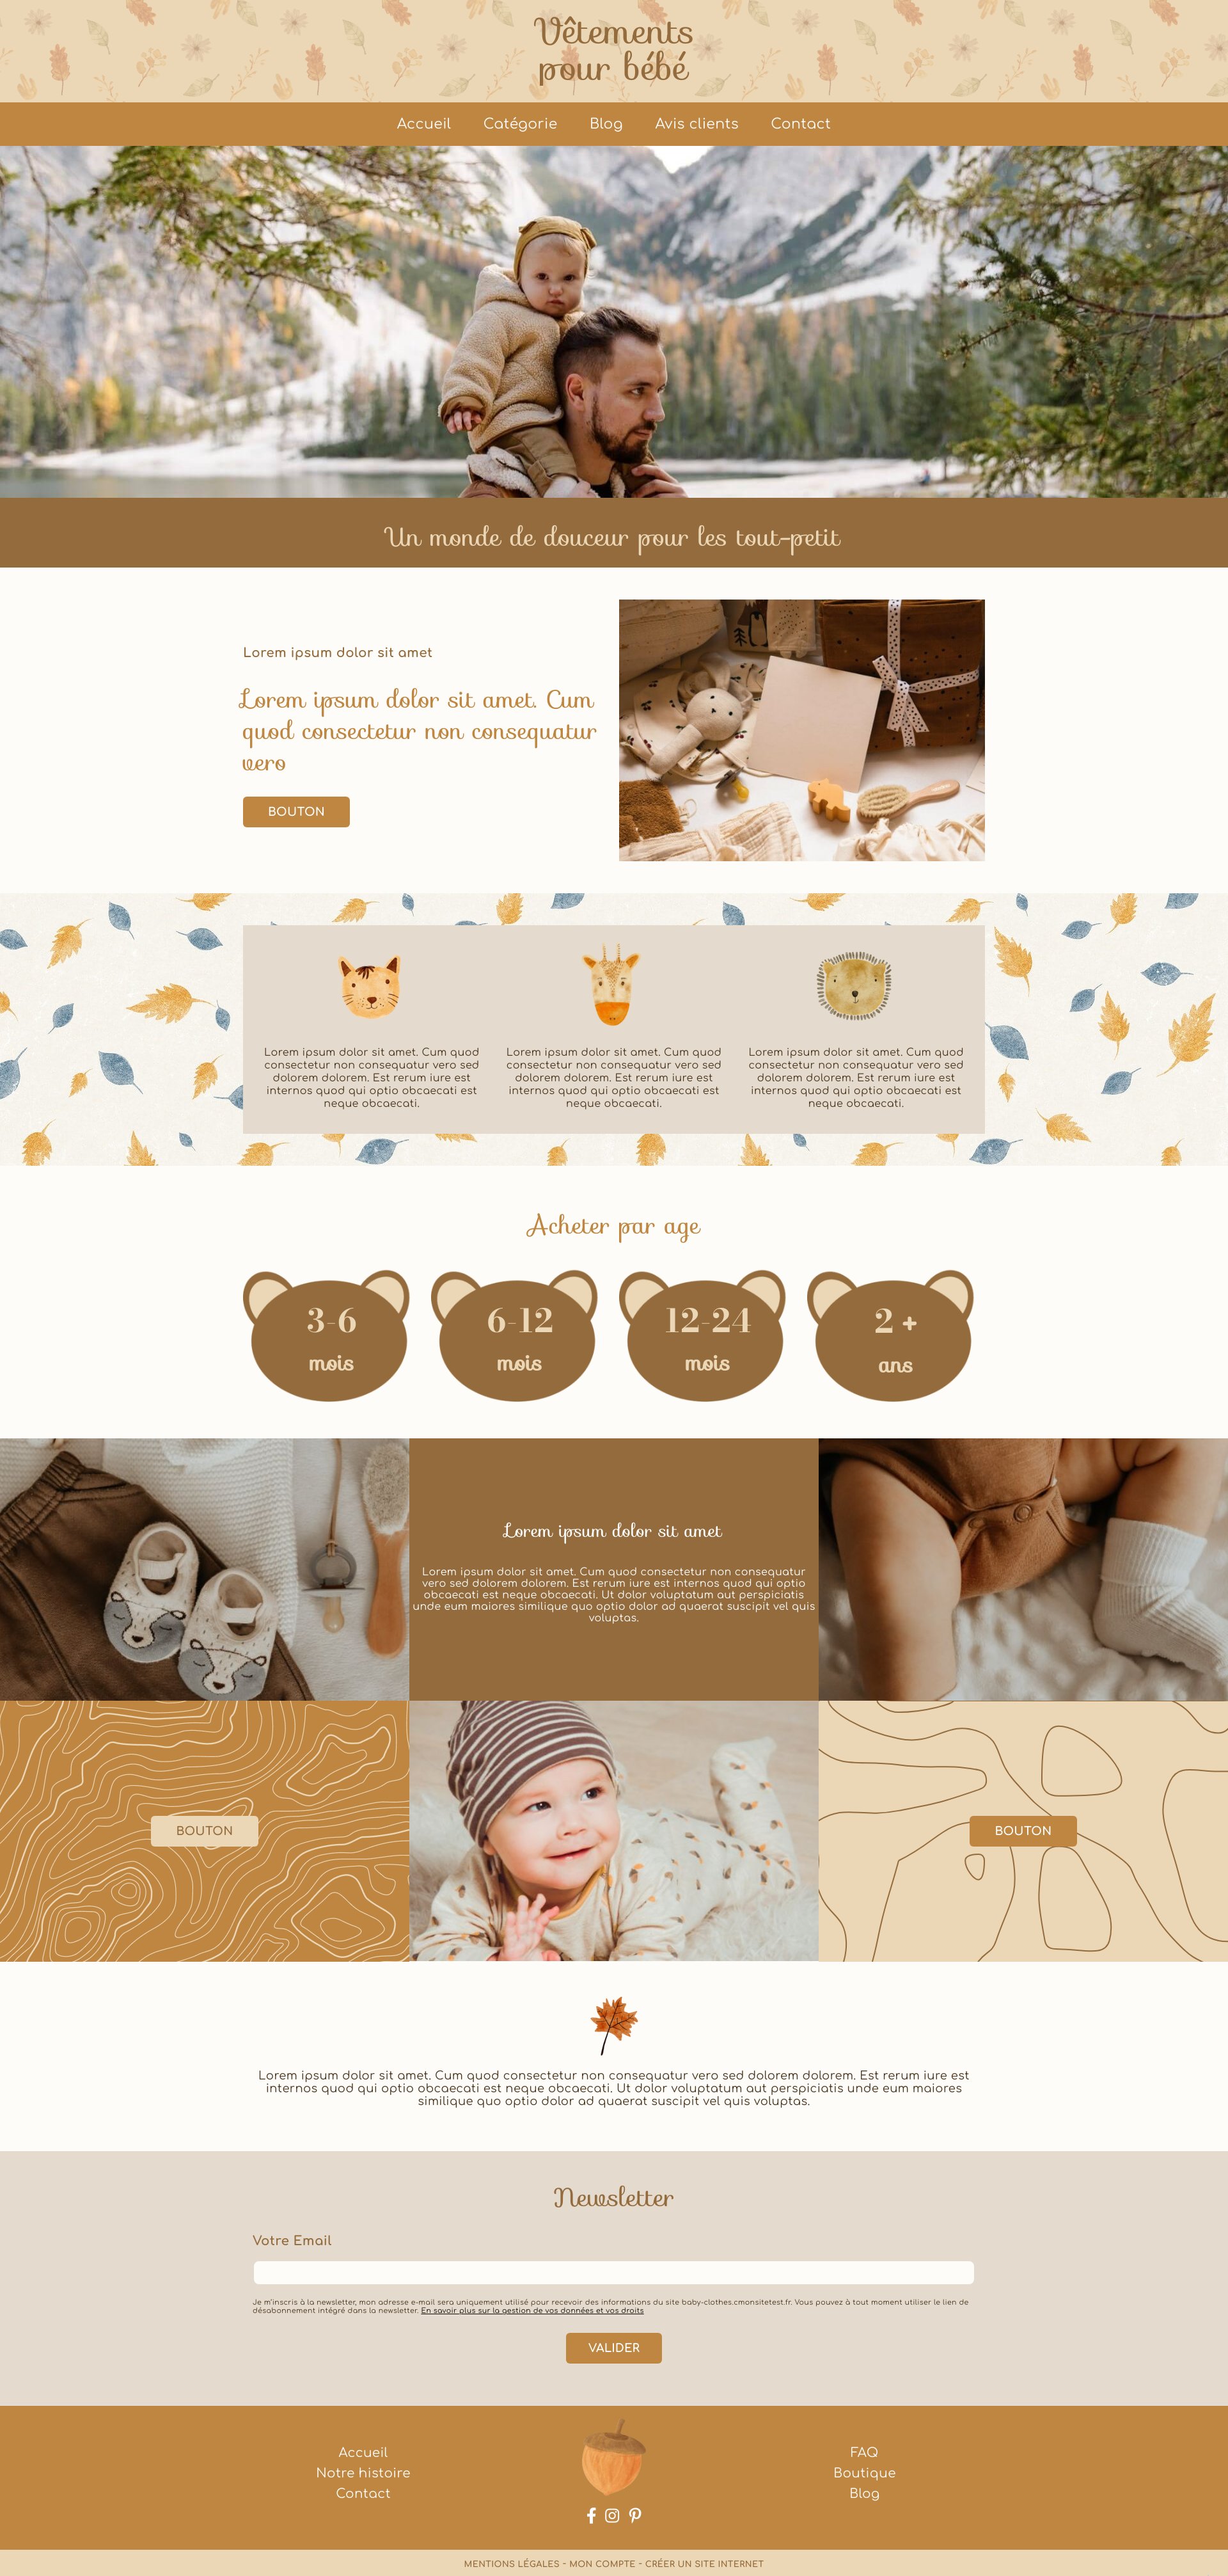 Vêtements
pour bébé
Accueil Catégorie Blog Avis clients Contact
Un monde de douceur pour les tout-petit
Lorem ipsum dolor sit amet
Lorem ipsum dolor sit amet. Cum
quod consectetur non consequatur
vero
BOUTON
Lorem ipsum dolor sit amet. Cum quod
consectetur non consequatur vero sed
dolorem dolorem. Est rerum iure est
internos quod qui optio obcaecati est
neque obcaecati.
Lorem ipsum dolor sit amet. Cum quod
consectetur non consequatur vero sed
dolorem dolorem. Est rerum iure est
internos quod qui optio obcaecati est
neque obcaecati.
Lorem ipsum dolor sit amet. Cum quod
consectetur non consequatur vero sed
dolorem dolorem. Est rerum iure est
internos quod qui optio obcaecati est
neque obcaecati.
Acheter par age
3-6
mois
6-12
mois
12-24
mois
2 +
ans
Lorem ipsum dolor sit amet
Lorem ipsum dolor sit amet. Cum quod consectetur non consequatur
vero sed dolorem dolorem. Est rerum iure est internos quod qui optio
obcaecati est neque obcaecati. Ut dolor voluptatum aut perspiciatis
unde eum maiores similique quo optio dolor ad quaerat suscipit vel quis
voluptas.
BOUTON
BOUTON
Lorem ipsum dolor sit amet. Cum quod consectetur non consequatur vero sed dolorem dolorem. Est rerum iure est
internos quod qui optio obcaecati est neque obcaecati. Ut dolor voluptatum aut perspiciatis unde eum maiores
similique quo optio dolor ad quaerat suscipit vel quis voluptas.
Newsletter
Votre Email
Je m'inscris à la newsletter, mon adresse e-mail sera uniquement utilisé pour recevoir des informations du site baby-clothes.cmonsitetest.fr. Vous pouvez à tout moment utiliser le lien de
désabonnement intégré dans la newsletter. En savoir plus sur la gestion de vos données et vos droits
VALIDER
Accueil
Notre histoire
Contact
FAQ
Boutique
Blog
MENTIONS LÉGALES - MON COMPTE - CRÉER UN SITE INTERNET